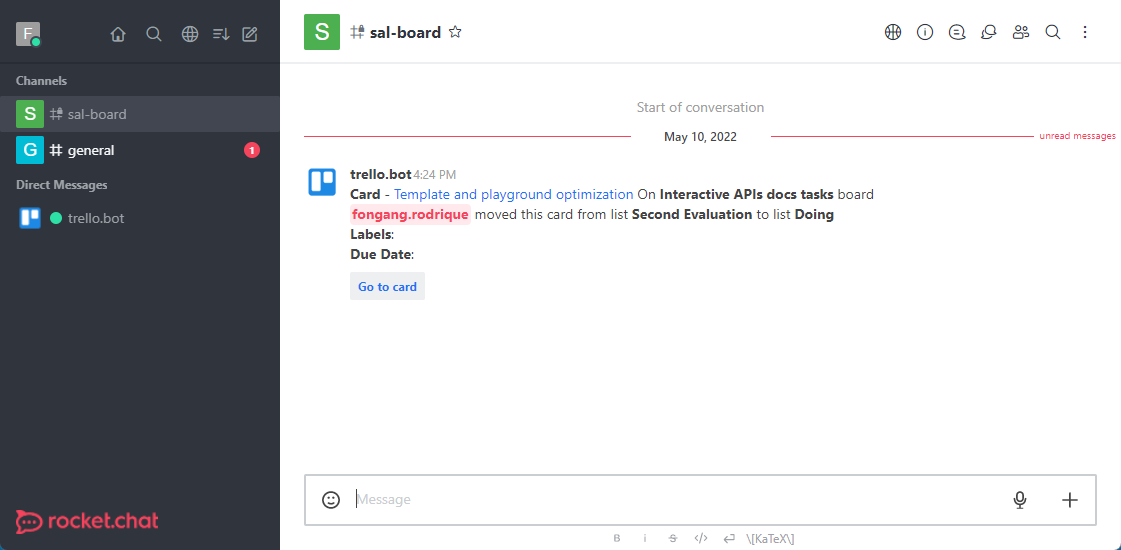 F
Channels
S sal-board
G # general 1
Direct Messages
trello.bot
rocket.chat
S # sal-board
Start of conversation
May 10, 2022 unread messages
trello.bot 4:24 PM
Card - Template and playground optimization On Interactive APIs docs tasks board
fongang.rodrique moved this card from list Second Evaluation to list Doing
Labels:
Due Date:
Go to card
Message
B i S </> \[KaTeX\]